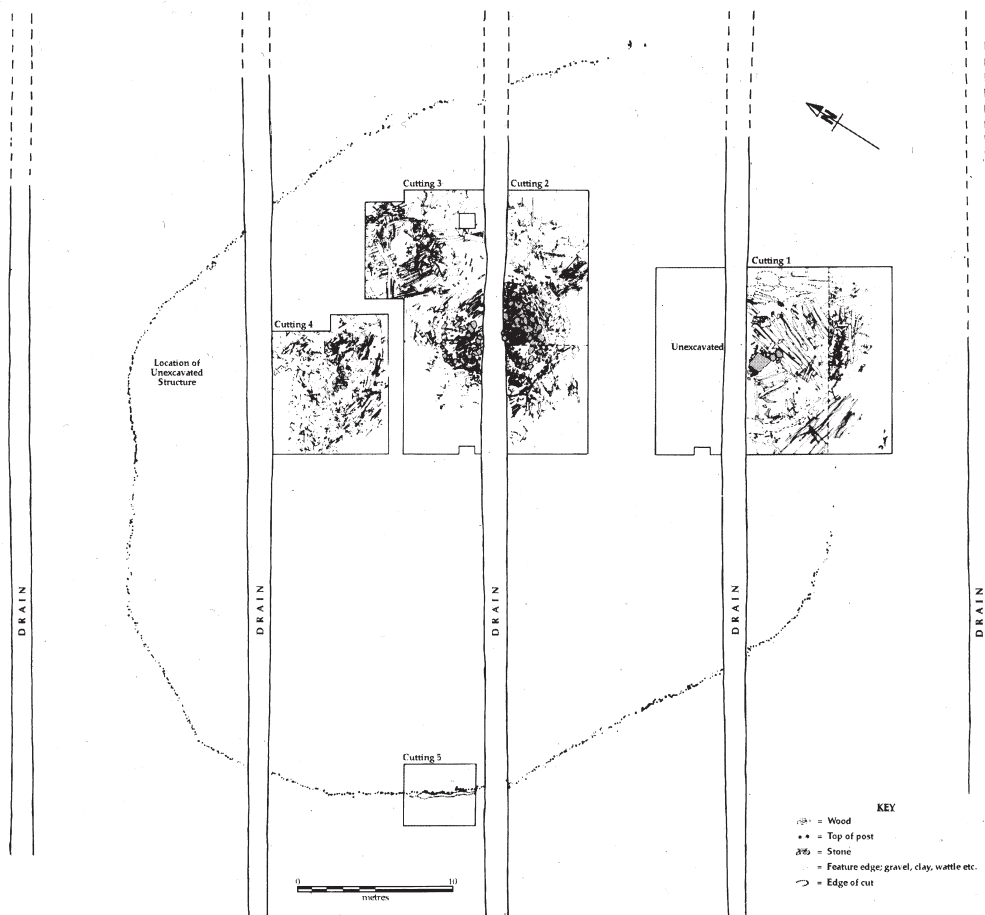 N
Cutting 3
Cutting 2
Cutting 1
Cutting 4
Unexcavated
Location of
Unexcavated
Structure
DRAIN
DRAIN
DRAIN
DRAIN
DRAIN
Cutting 5
KEY
= Wood
= Top of post
= Stone
= Feature edge; gravel, clay, wattle etc.
= Edge of cut
0 10
metres